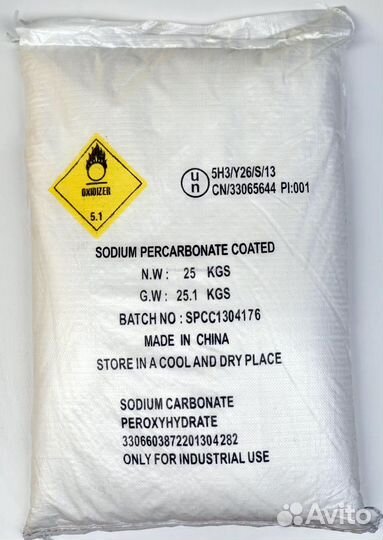 OXIDIZER
5.1
un
5H3/Y26/S/13
CN/33065644 PI:001
SODIUM PERCARBONATE COATED
N.W: 25 KGS
G.W: 25.1 KGS
BATCH NO : SPCC1304176
MADE IN CHINA
STORE IN A COOL AND DRY PLACE
SODIUM CARBONATE
PEROXYHYDRATE
3306603872201304282
ONLY FOR INDUSTRIAL USE
Avito